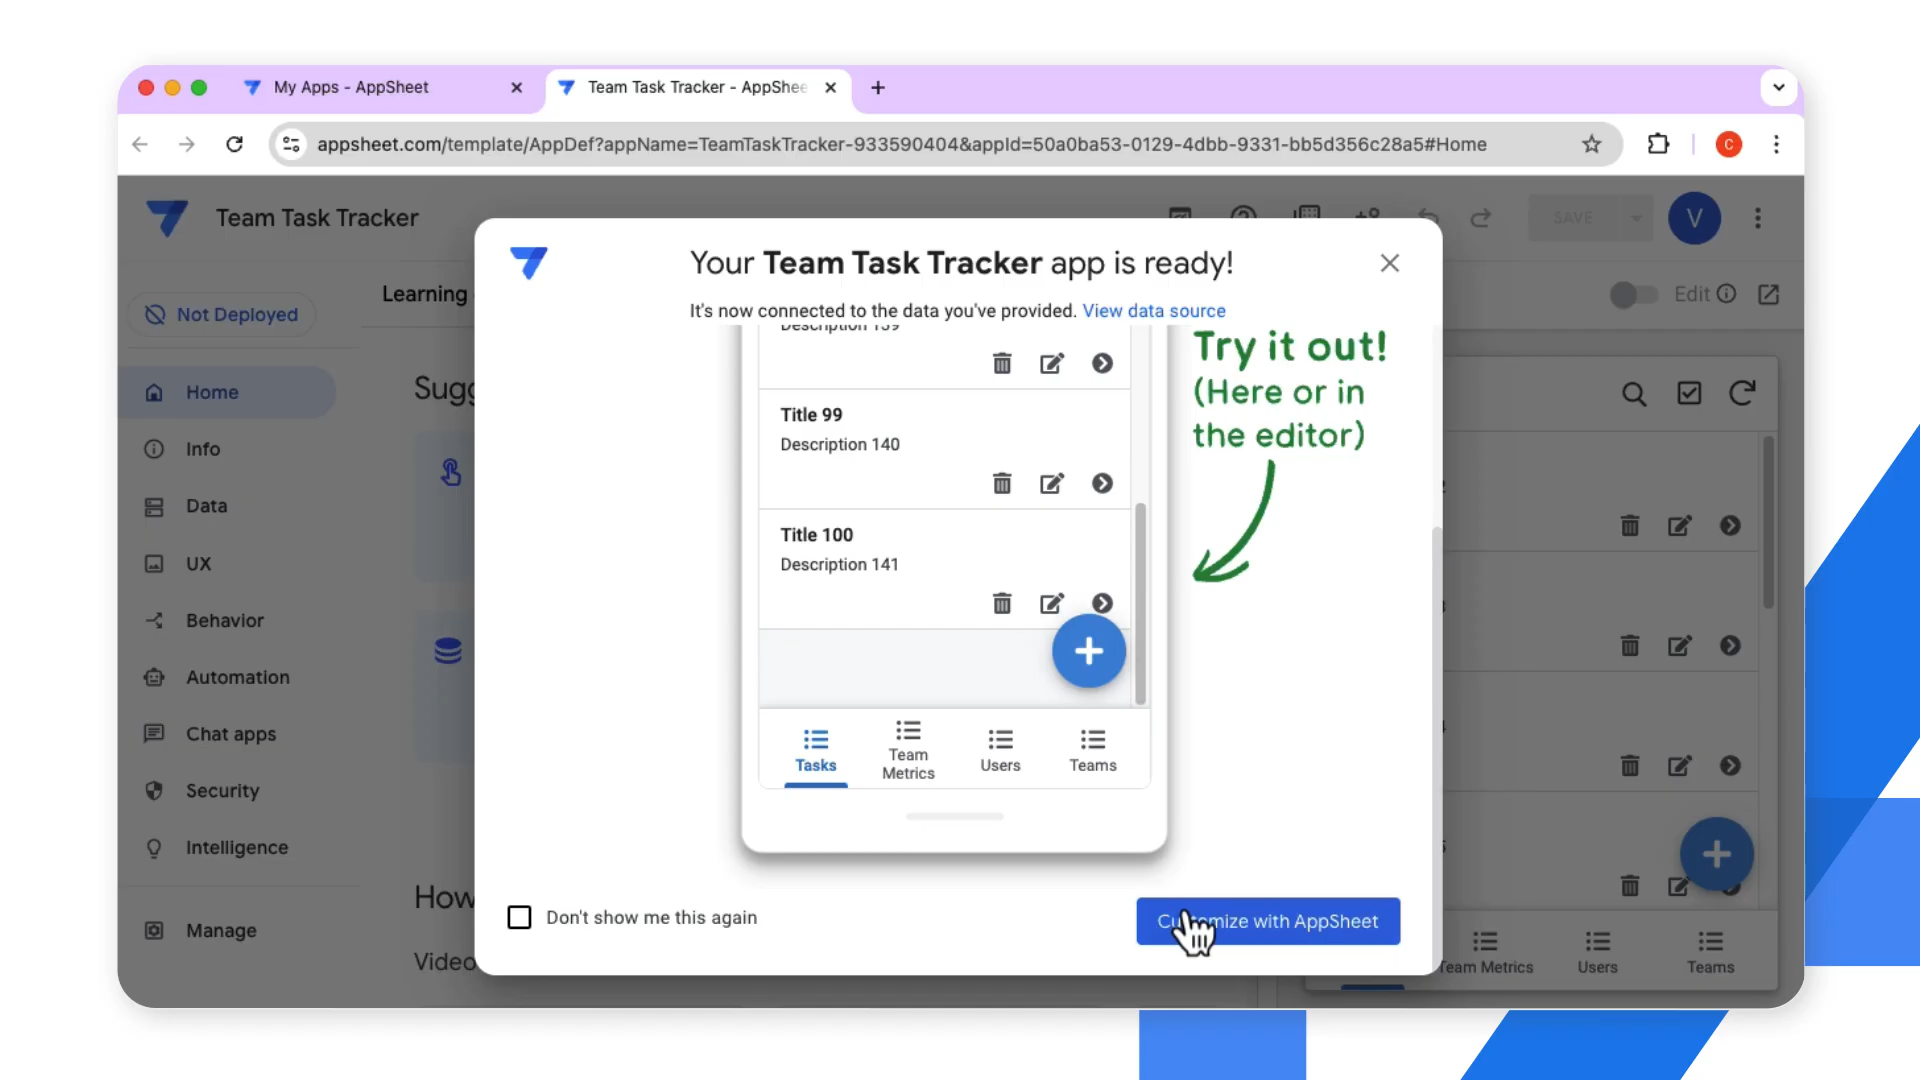 My Apps - AppSheet
Team Task Tracker - AppShee
appsheet.com/template/AppDef?appName=TeamTaskTracker-933590404&appId=50a0ba53-0129-4dbb-9331-bb5d356c28a5#Home
C
Team Task Tracker
SAVE
V
Not Deployed
Learning
Edit
Home
Info
Data
UX
Behavior
Automation
Chat apps
Security
Intelligence
Manage
Sugg
How
Video
Your Team Task Tracker app is ready!
It's now connected to the data you've provided. View data source
Description 139
Title 99
Description 140
Title 100
Description 141
Tasks
Team
Metrics
Users
Teams
Try it out!
(Here or in
the editor)
Don't show me this again
Customize with AppSheet
Team Metrics
Users
Teams